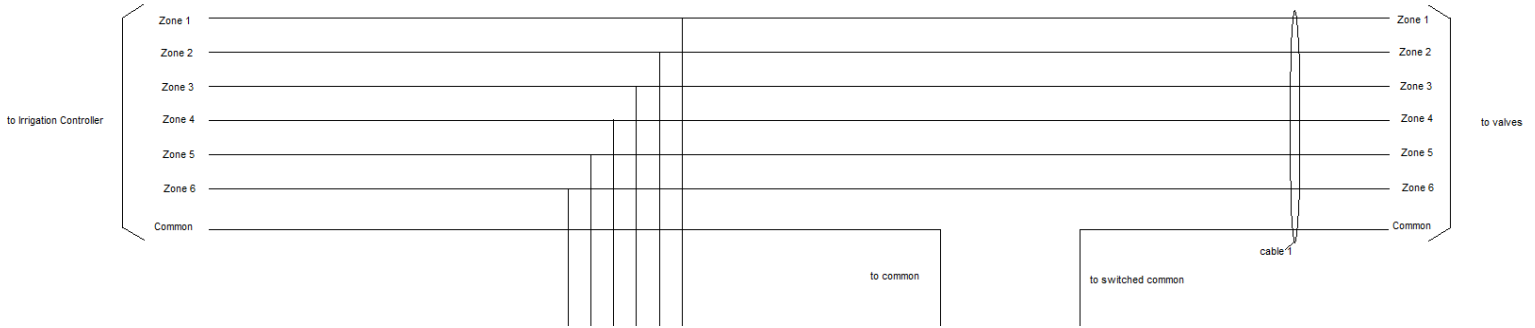 Zone 1
Zone 2
Zone 3
Zone 4
Zone 5
Zone 6
Common
to Irrigation Controller
Zone 1
Zone 2
Zone 3
Zone 4
Zone 5
Zone 6
Common
to valves
cable 1
to common
to switched common